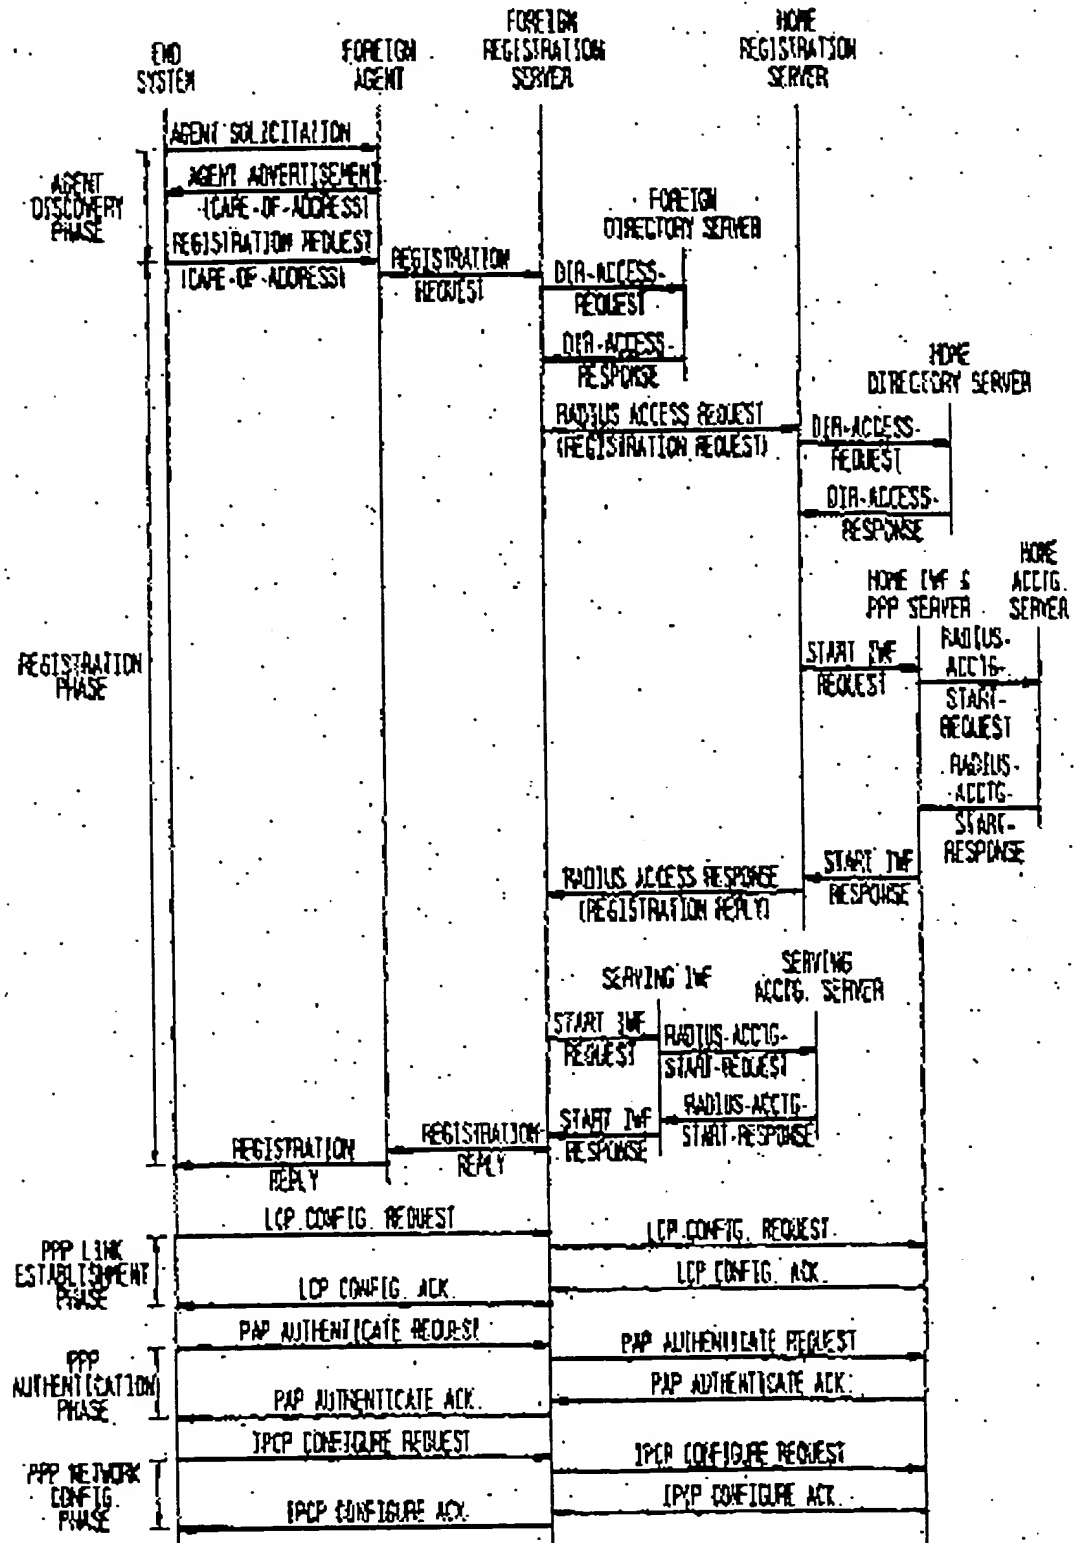 END
SYSTEM
FOREIGN
AGENT
FOREIGN
REGISTRATION
SERVER
HOME
REGISTRATION
SERVER
AGENT SOLICITAIION
AGENT
DISCOVERY
PHASE
AGENT ADVERTISEMENT
(CARE-OF-ADDRESS)
REGISTRATION REQUEST
(CARE-OF-ADDRESS)
REGISTRATION
REQUEST
FOREIGN
DIRECTORY SERVER
DIR-ACCESS-
REQUEST
DIR-ACCESS-
RESPONSE
HOME
DIRECTORY SERVER
RADIUS ACCESS REQUEST
(REGISTRATION REQUEST)
DIR-ACCESS-
REQUEST
DIR-ACCESS-
RESPONSE
HOME IWF &
PPP SERVER
HOME
ACCTG.
SERVER
REGISTRATION
PHASE
START IWF
REQUEST
RADIUS-
ACCTG-
START-
REQUEST
RADIUS-
ACCTG-
START-
RESPONSE
START IWF
RESPONSE
RADIUS ACCESS RESPONSE
(REGISTRATION REPLY)
SERVING IWF
SERVING
ACCTG. SERVER
START IWF
REQUEST
RADIUS-ACCTG-
START-REQUEST
RADIUS-ACCTG-
START-RESPONSE
START IWF
RESPONSE
REGISTRATION
REPLY
REGISTRATION
REPLY
LCP CONFIG. REQUEST
LCP CONFIG. REQUEST
PPP LINK
ESTABLISHMENT
PHASE
LCP CONFIG. ACK.
LCP CONFIG. ACK.
PAP AUTHENTICATE REQUEST
PAP AUTHENTICATE REQUEST
PPP
AUTHENTICATION
PHASE
PAP AUTHENTICATE ACK.
PAP AUTHENTICATE ACK.
IPCP CONFIGURE REQUEST
IPCP CONFIGURE REQUEST
PPP NETWORK
CONFIG.
PHASE
IPCP CONFIGURE ACK.
IPCP CONFIGURE ACK.